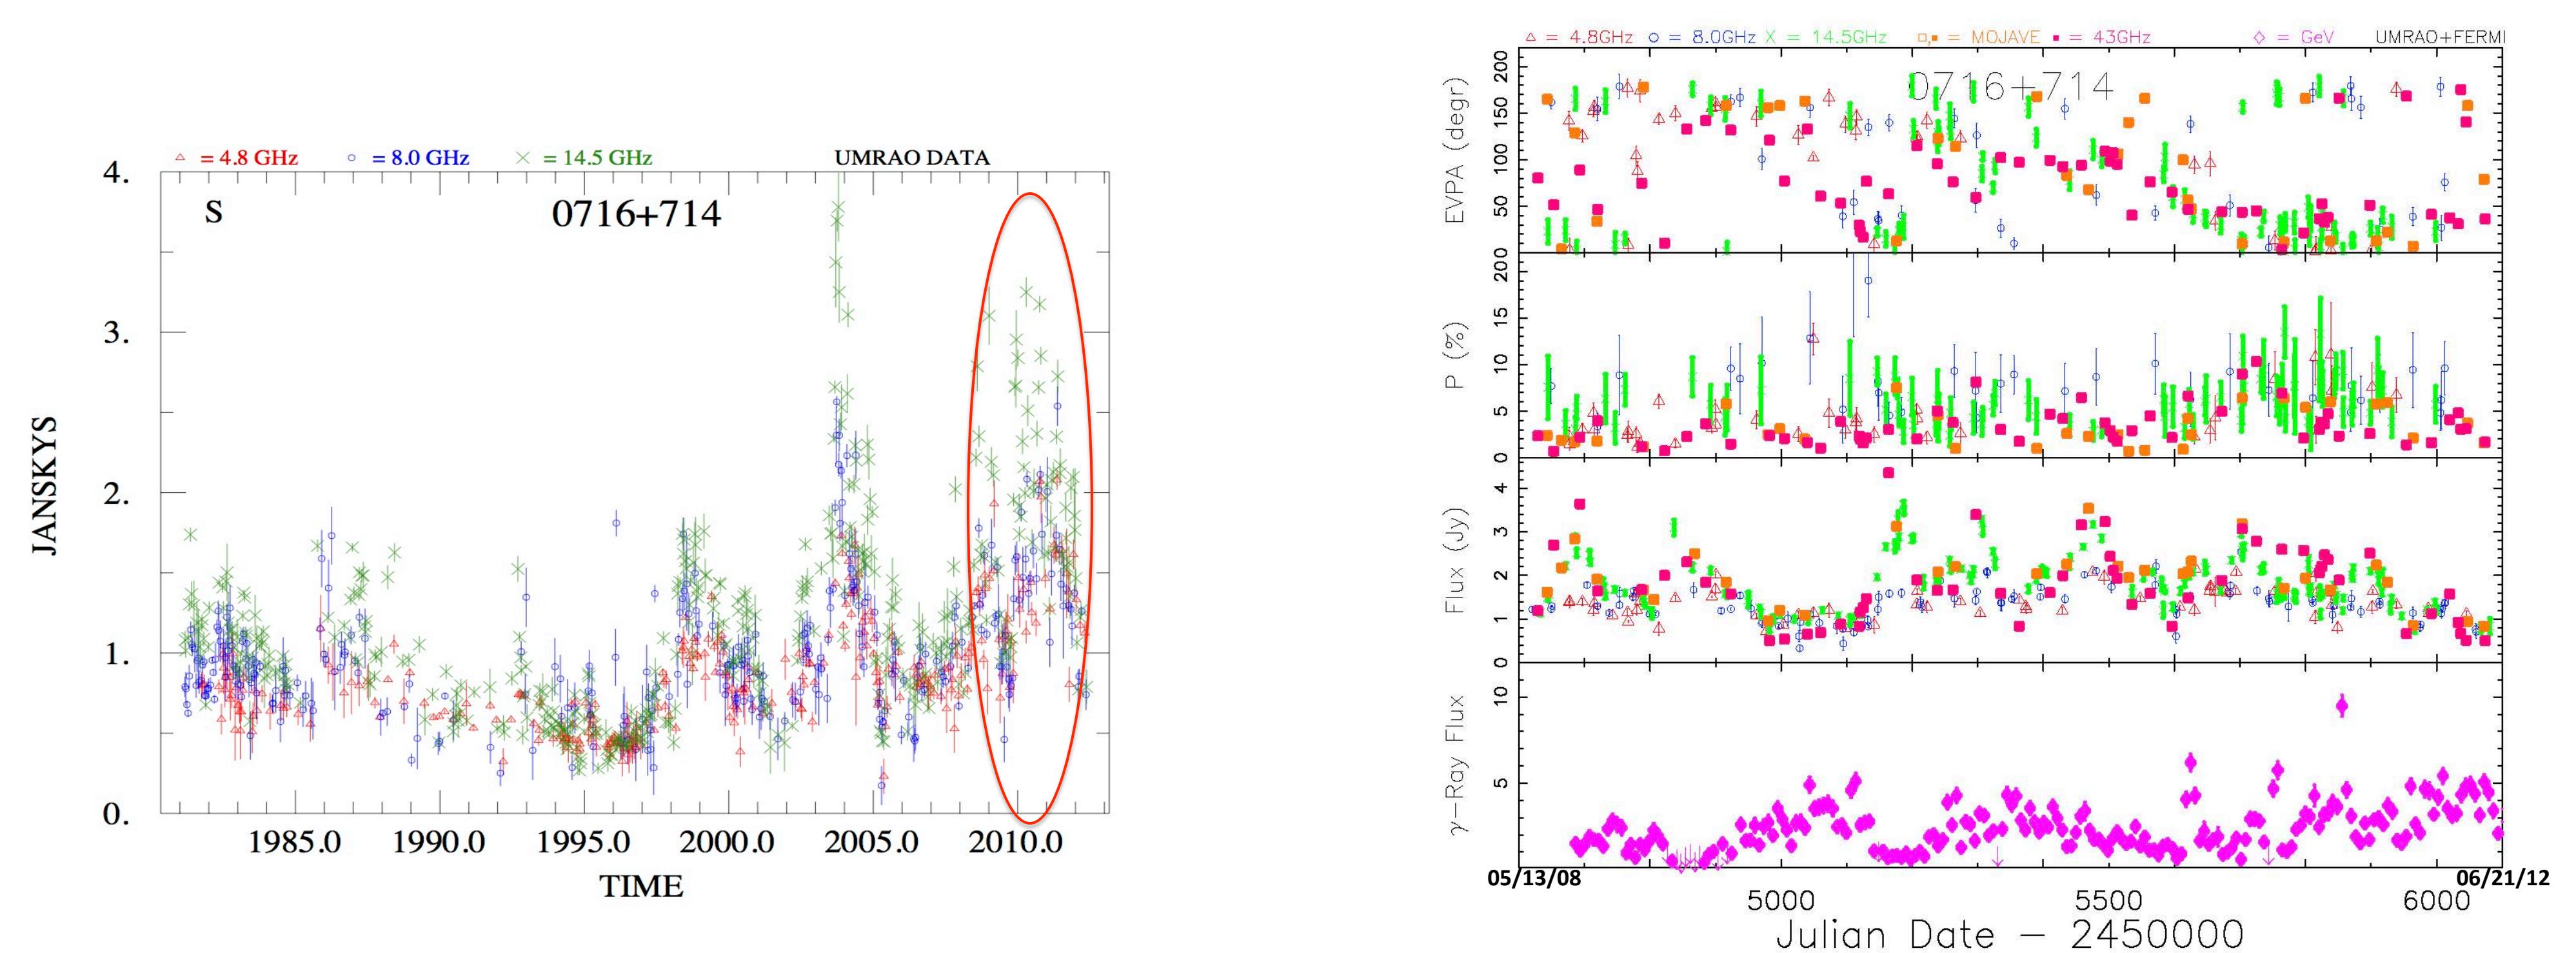 △ = 4.8 GHz ○ = 8.0 GHz × = 14.5 GHz UMRAO DATA
S 0716+714
JANSKYS
4.
3.
2.
1.
0.
1985.0 1990.0 1995.0 2000.0 2005.0 2010.0
TIME
△ = 4.8GHz ○ = 8.0GHz X = 14.5GHz □,■ = MOJAVE ■ = 43GHz ◇ = GeV UMRAO+FERMI
0716+714
EVPA (degr)
200
150
100
50
0
P (%)
200
15
10
5
0
Flux (Jy)
4
3
2
1
0
γ-Ray Flux
10
5
05/13/08 06/21/12
5000 5500 6000
Julian Date − 2450000